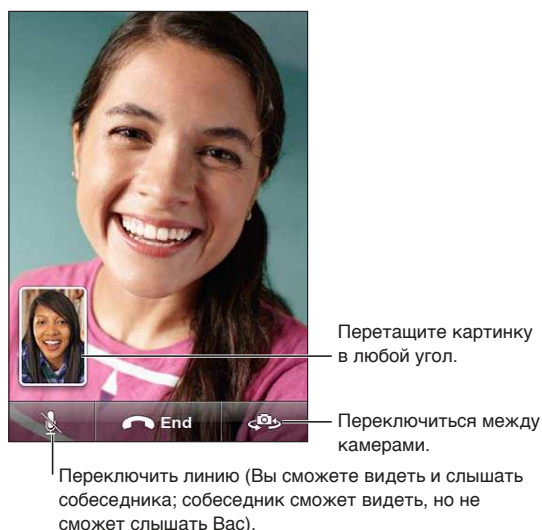 Перетащите картинку
в любой угол.
End
Переключиться между
камерами.
Переключить линию (Вы сможете видеть и слышать
собеседника; собеседник сможет видеть, но не
сможет слышать Вас).